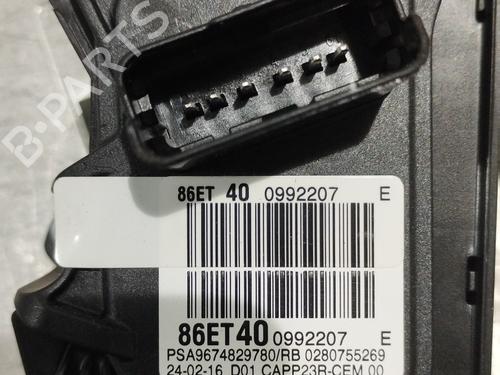 B-PARTS
86ET 40 0992207 E
86ET40 0992207 E
PSA9674829780/RB 0280755269
24-02-16 D01 CAPP23R-CEM 00